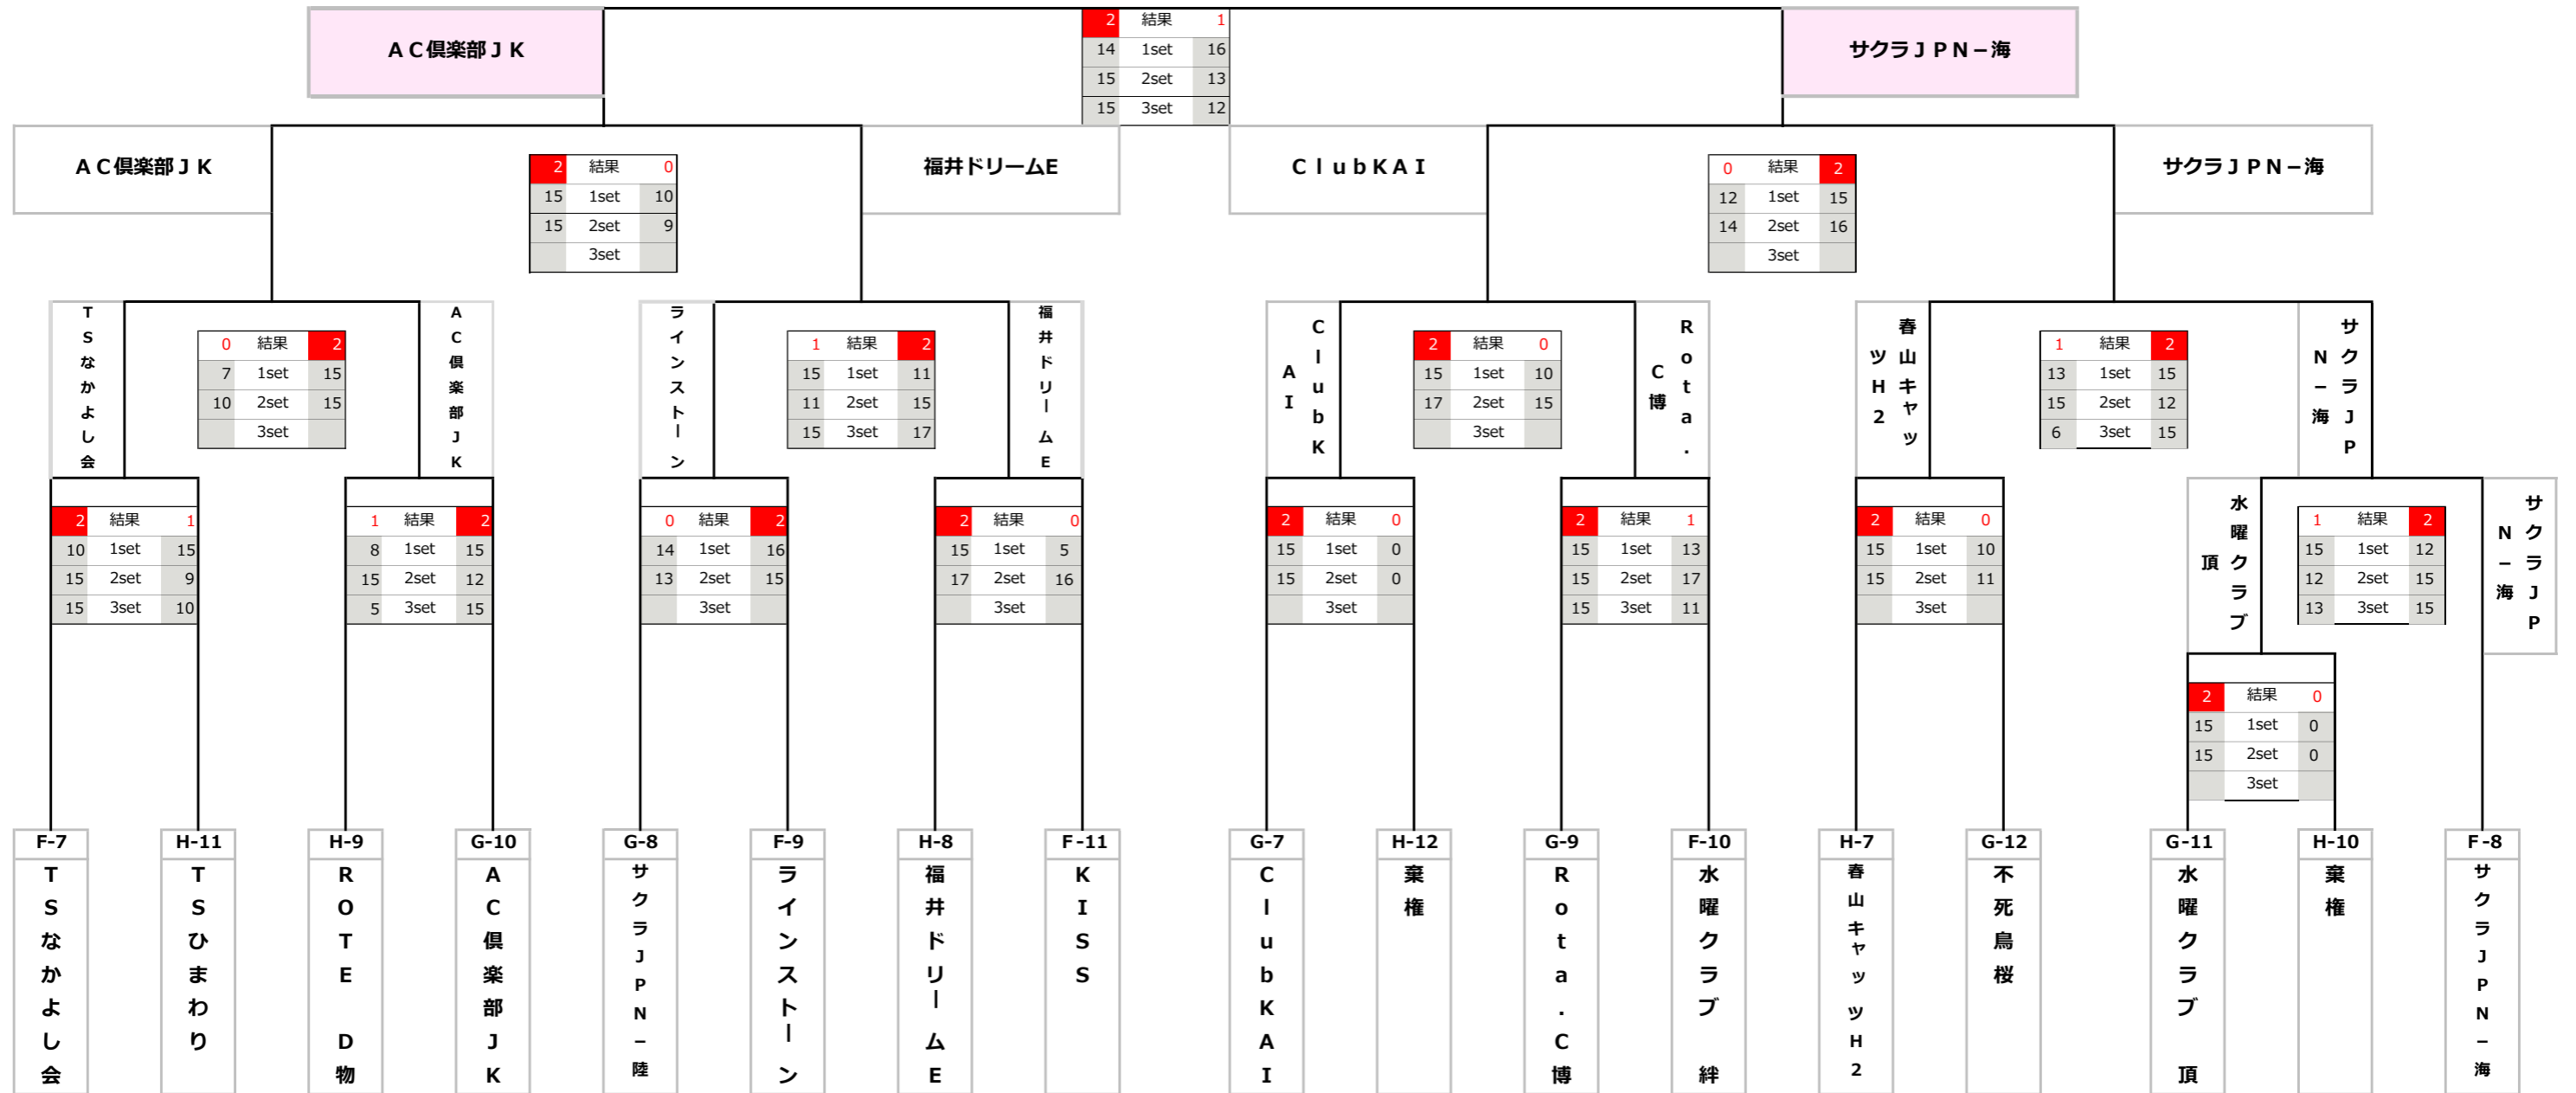 2 結果 1
AC倶楽部JK
サクラJPN－海
14 1set 16
15 2set 13
15 3set 12
AC倶楽部JK
福井ドリームE
ClubKAI
サクラJPN－海
2 結果 0
15 1set 10
15 2set 9
3set
0 結果 2
12 1set 15
14 2set 16
3set
TSなかよし会
0 結果 2
7 1set 15
10 2set 15
3set
AC倶楽部JK
ラインストーン
1 結果 2
15 1set 11
11 2set 15
15 3set 17
福井ドリームE
ClubK
AI
2 結果 0
15 1set 10
17 2set 15
3set
Rota.
C博
春山キャッ
ツH2
1 結果 2
13 1set 15
15 2set 12
6 3set 15
サクラJP
N－海
2 結果 1
10 1set 15
15 2set 9
15 3set 10
1 結果 2
8 1set 15
15 2set 12
5 3set 15
0 結果 2
14 1set 16
13 2set 15
3set
2 結果 0
15 1set 5
17 2set 16
3set
2 結果 0
15 1set 0
15 2set 0
3set
2 結果 1
15 1set 13
15 2set 17
15 3set 11
2 結果 0
15 1set 10
15 2set 11
3set
水曜クラブ
頂
1 結果 2
15 1set 12
12 2set 15
13 3set 15
サクラJP
N－海
2 結果 0
15 1set 0
15 2set 0
3set
F-7
TSなかよし会
H-11
TSひまわり
H-9
ROTE D物
G-10
AC倶楽部JK
G-8
サクラJPN－陸
F-9
ラインストーン
H-8
福井ドリームE
F-11
KISS
G-7
ClubKAI
H-12
棄権
G-9
Rota.C博
F-10
水曜クラブ 絆
H-7
春山キャッツH2
G-12
不死鳥桜
G-11
水曜クラブ 頂
H-10
棄権
F-8
サクラJPN－海